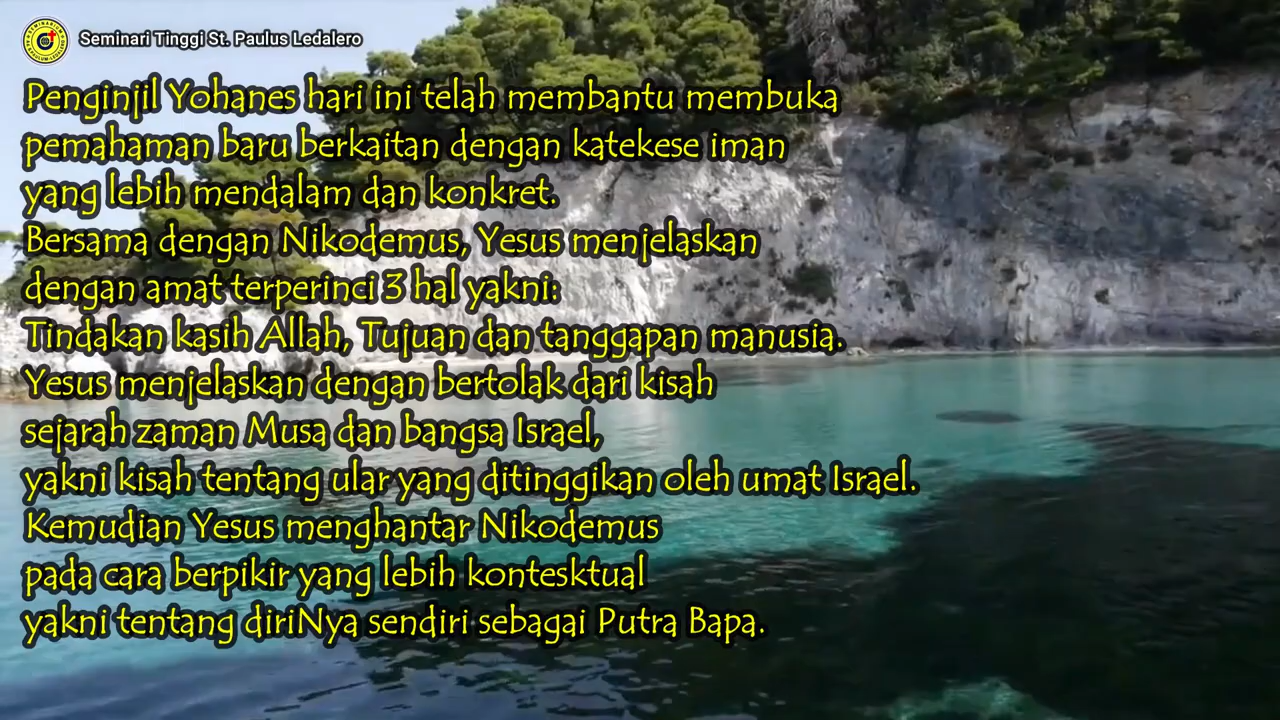 Seminari Tinggi St. Paulus Ledalero
Penginjil Yohanes hari ini telah membantu membuka
pemahaman baru berkaitan dengan katekese iman
yang lebih mendalam dan konkret.
Bersama dengan Nikodemus, Yesus menjelaskan
dengan amat terperinci 3 hal yakni:
Tindakan kasih Allah, Tujuan dan tanggapan manusia.
Yesus menjelaskan dengan bertolak dari kisah
sejarah zaman Musa dan bangsa Israel,
yakni kisah tentang ular yang ditinggikan oleh umat Israel.
Kemudian Yesus menghantar Nikodemus
pada cara berpikir yang lebih kontesktual
yakni tentang diriNya sendiri sebagai Putra Bapa.